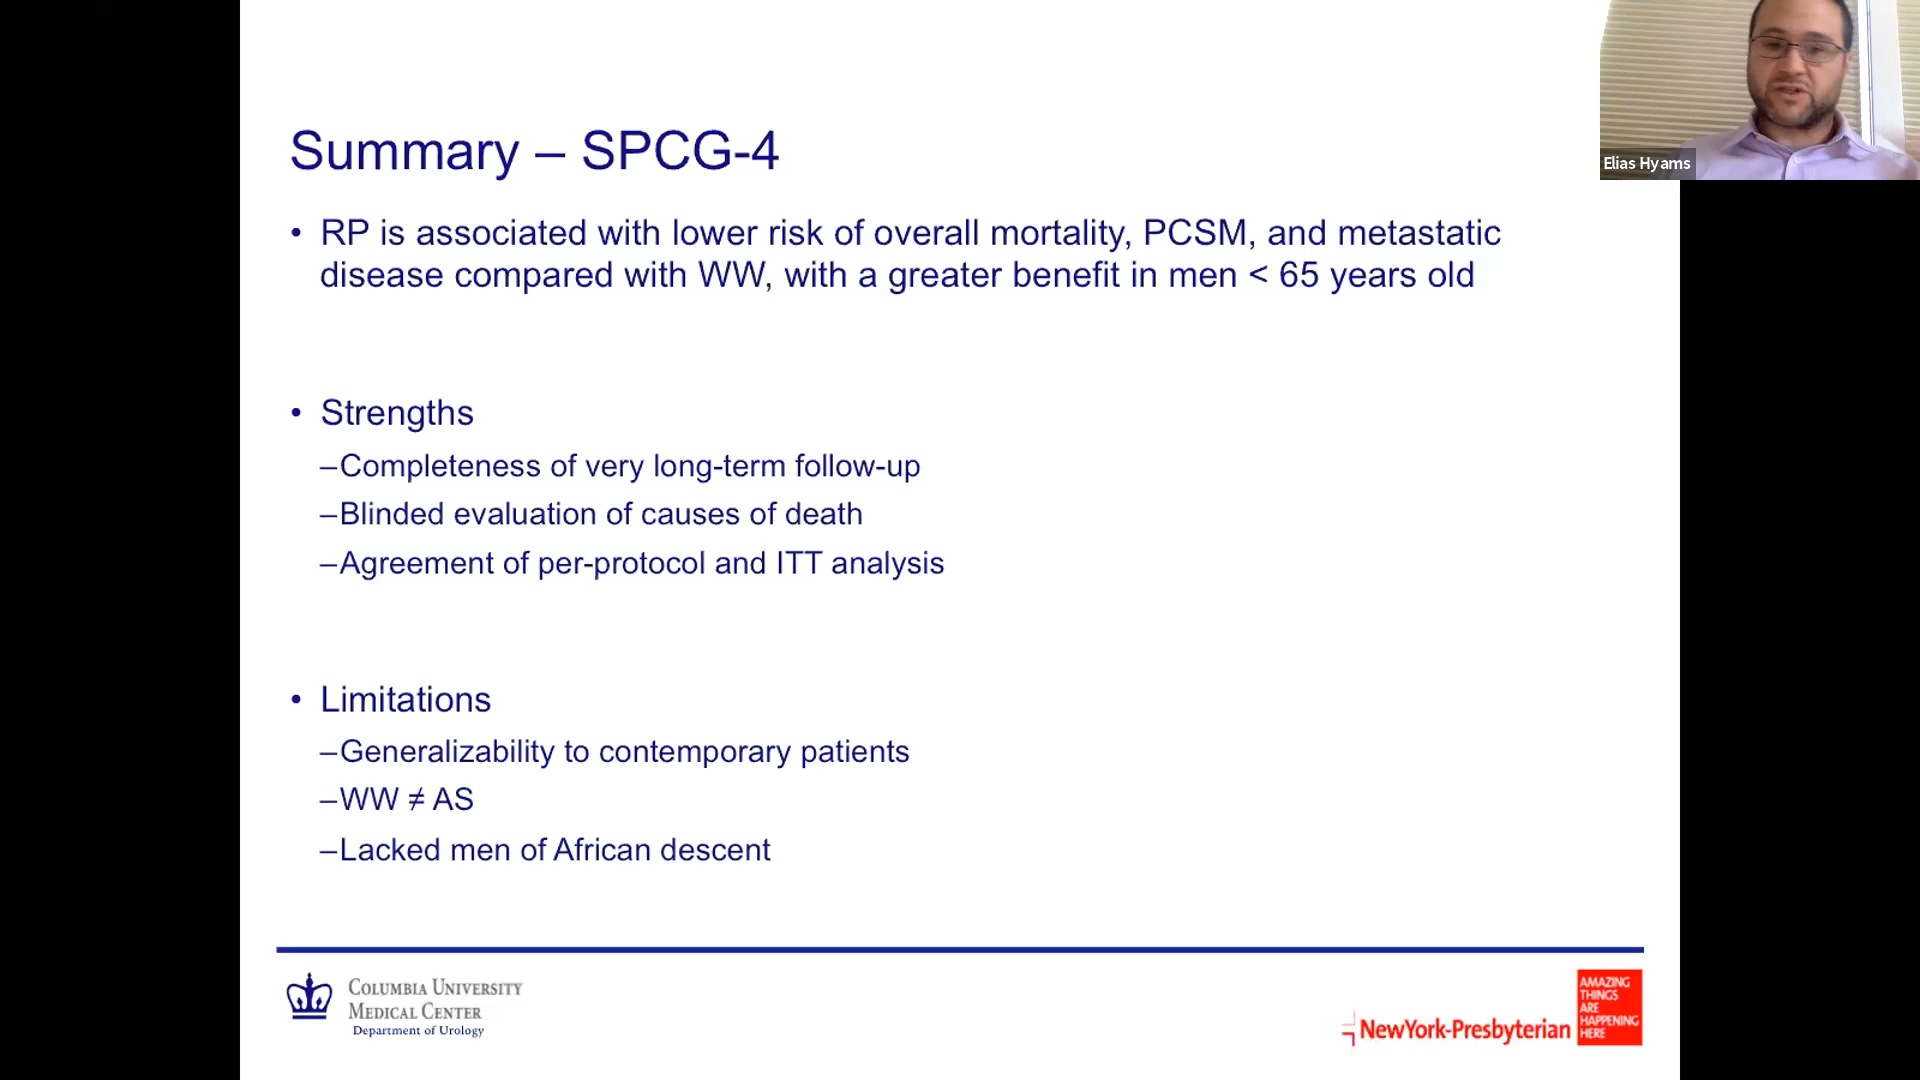 Elias Hyams
Summary – SPCG-4
• RP is associated with lower risk of overall mortality, PCSM, and metastatic
disease compared with WW, with a greater benefit in men < 65 years old
• Strengths
–Completeness of very long-term follow-up
–Blinded evaluation of causes of death
–Agreement of per-protocol and ITT analysis
• Limitations
–Generalizability to contemporary patients
–WW ≠ AS
–Lacked men of African descent
COLUMBIA UNIVERSITY
MEDICAL CENTER
Department of Urology
NewYork-Presbyterian
AMAZING
THINGS
ARE
HAPPENING
HERE